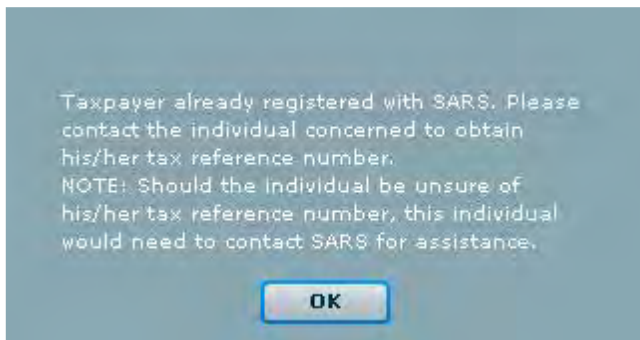 Taxpayer already registered with SARS. Please
contact the individual concerned to obtain
his/her tax reference number.
NOTE: Should the individual be unsure of
his/her tax reference number, this individual
would need to contact SARS for assistance.
OK